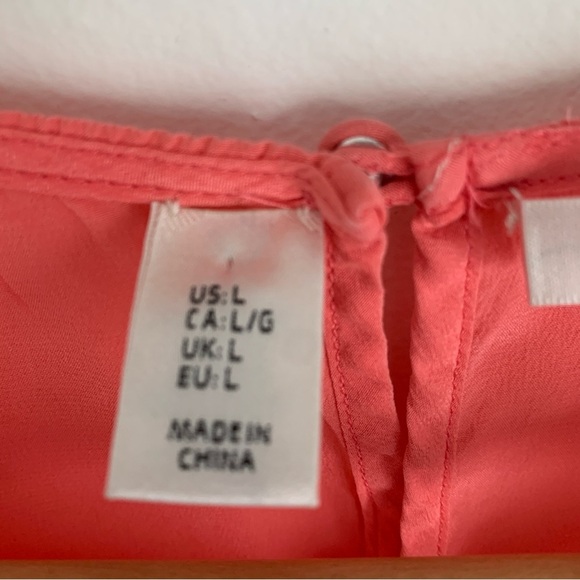 US: L
CA: L/G
UK: L
EU: L
MADE IN
CHINA